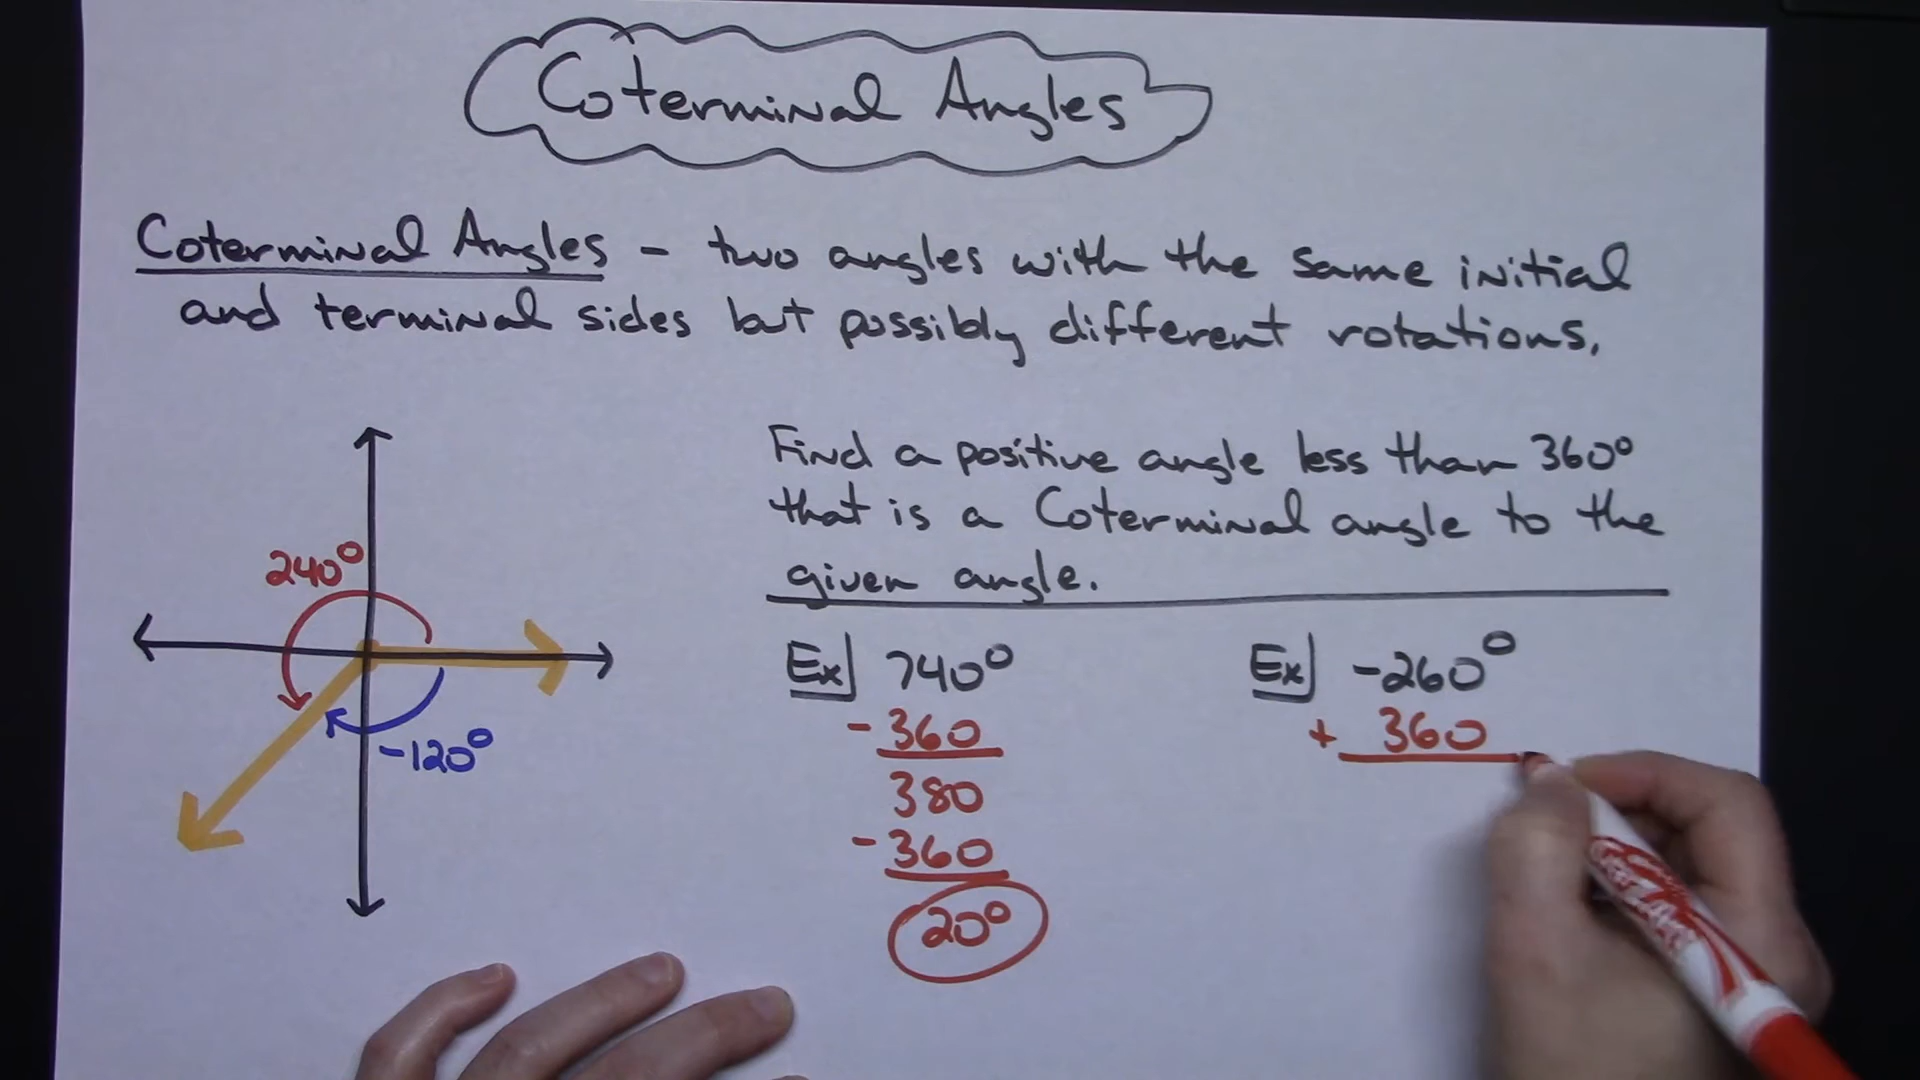 Coterminal Angles
Coterminal Angles - two angles with the same initial
and terminal sides but possibly different rotations.
Find a positive angle less than 360°
that is a Coterminal angle to the
given angle.
240°
-120°
Ex] 740°
- 360
380
- 360
20°
Ex] -260°
+ 360